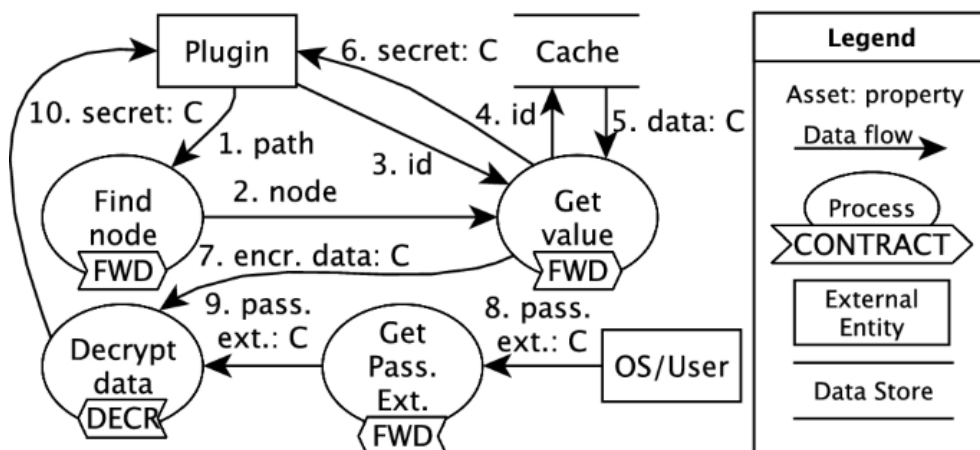 Plugin
6. secret: C
Cache
10. secret: C
4. id
5. data: C
1. path
3. id
2. node
Find
node
FWD
Get
value
FWD
7. encr. data: C
9. pass.
ext.: C
8. pass.
ext.: C
Decrypt
data
DECR
Get
Pass.
Ext.
FWD
OS/User
Legend
Asset: property
Data flow
Process
CONTRACT
External
Entity
Data Store